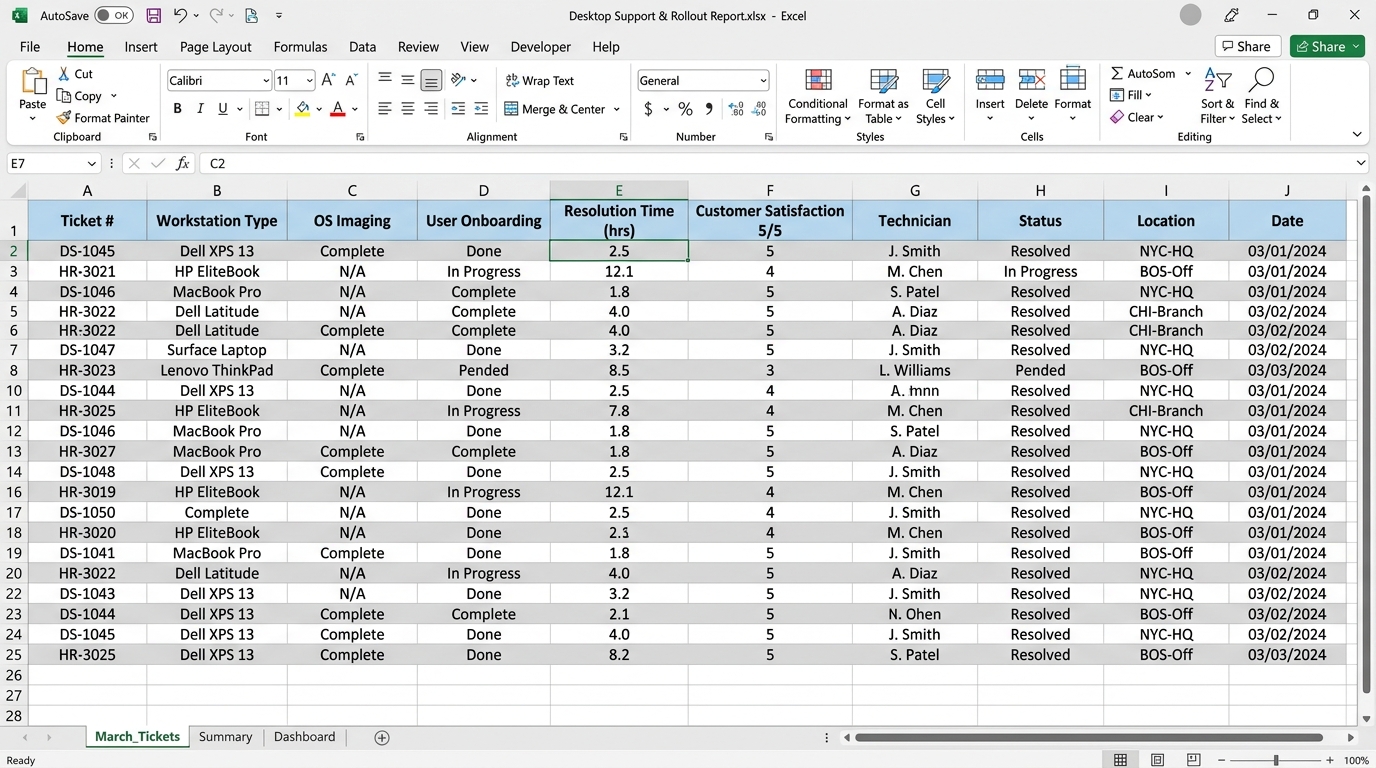 AutoSave OK Desktop Support & Rollout Report.xlsx - Excel
File Home Insert Page Layout Formulas Data Review View Developer Help Share Share
Paste Cut Copy Format Painter Clipboard
Calibri 11 A A B I U A Font
Wrap Text Merge & Center Alignment
General $ % , Number
Conditional Formatting Format as Table Cell Styles Styles
Insert Delete Format Cells
AutoSom Fill Clear Sort & Filter Find & Select Editing
E7 fx C2
A B C D E F G H I J
1 Ticket # Workstation Type OS Imaging User Onboarding Resolution Time (hrs) Customer Satisfaction 5/5 Technician Status Location Date
2 DS-1045 Dell XPS 13 Complete Done 2.5 5 J. Smith Resolved NYC-HQ 03/01/2024
3 HR-3021 HP EliteBook N/A In Progress 12.1 4 M. Chen In Progress BOS-Off 03/01/2024
4 DS-1046 MacBook Pro N/A Complete 1.8 5 S. Patel Resolved NYC-HQ 03/01/2024
5 HR-3022 Dell Latitude N/A Complete 4.0 5 A. Diaz Resolved CHI-Branch 03/02/2024
6 HR-3022 Dell Latitude Complete Complete 4.0 5 A. Diaz Resolved CHI-Branch 03/02/2024
7 DS-1047 Surface Laptop N/A Done 3.2 5 J. Smith Resolved NYC-HQ 03/02/2024
8 HR-3023 Lenovo ThinkPad Complete Pended 8.5 3 L. Williams Pended BOS-Off 03/03/2024
10 DS-1044 Dell XPS 13 N/A Done 2.5 4 A. Resolved NYC-HQ 03/01/2024
11 HR-3025 HP EliteBook N/A In Progress 7.8 4 M. Chen Resolved CHI-Branch 03/01/2024
12 DS-1046 MacBook Pro N/A Done 1.8 5 S. Patel Resolved NYC-HQ 03/01/2024
13 HR-3027 MacBook Pro Complete Complete 1.8 5 A. Diaz Resolved BOS-Off 03/01/2024
14 DS-1048 Dell XPS 13 Complete Done 2.5 5 J. Smith Resolved NYC-HQ 03/01/2024
16 HR-3019 HP EliteBook N/A In Progress 12.1 4 M. Chen Resolved BOS-Off 03/01/2024
17 DS-1050 Complete N/A Done 2.5 4 J. Smith Resolved NYC-HQ 03/01/2024
18 HR-3020 HP EliteBook N/A Done 4 M. Chen Resolved BOS-Off 03/01/2024
19 DS-1041 MacBook Pro Complete Done 1.8 5 J. Smith Resolved BOS-Off 03/01/2024
20 HR-3022 Dell Latitude N/A In Progress 4.0 5 A. Diaz Resolved NYC-HQ 03/02/2024
22 DS-1043 Dell XPS 13 N/A Done 3.2 5 J. Smith Resolved NYC-HQ 03/02/2024
23 DS-1044 Dell XPS 13 Complete Complete 2.1 5 N. Ohen Resolved BOS-Off 03/02/2024
24 DS-1045 Dell XPS 13 Complete Done 4.0 5 J. Smith Resolved NYC-HQ 03/02/2024
25 HR-3025 Dell XPS 13 Complete Done 8.2 5 S. Patel Resolved BOS-Off 03/03/2024
26
27
28
March_Tickets Summary Dashboard
Ready 100%